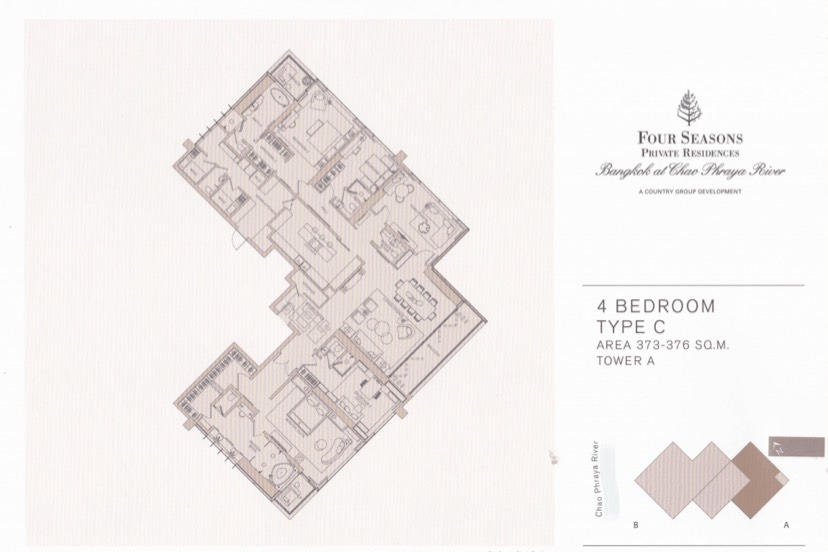 FOUR SEASONS
PRIVATE RESIDENCES
Bangkok at Chao Phraya River
A COUNTRY GROUP DEVELOPMENT
4 BEDROOM
TYPE C
AREA 373-376 SQ.M.
TOWER A
Chao Phraya River
B
A